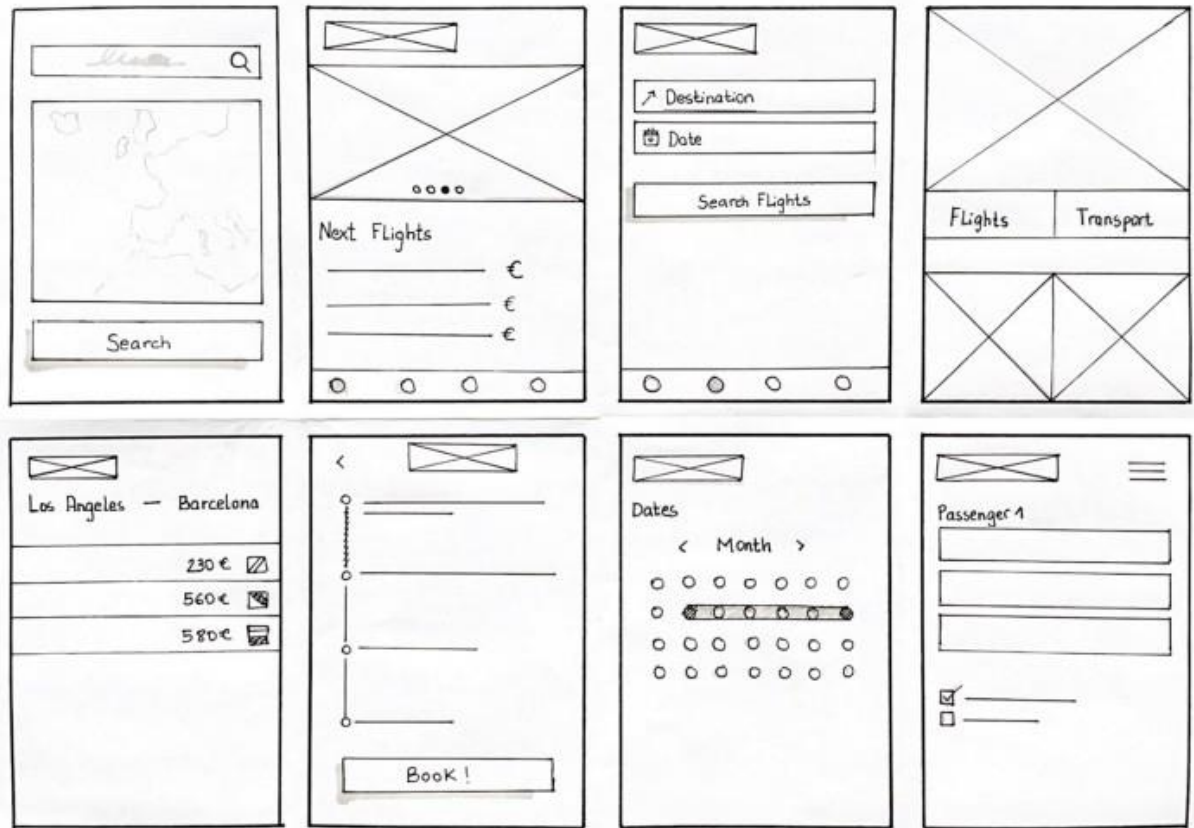 Search
Next Flights
€
€
€
Destination
Date
Search Flights
Flights
Transport
Los Angeles — Barcelona
230 €
560 €
580 €
<
Book!
Dates
< Month >
Passenger 1